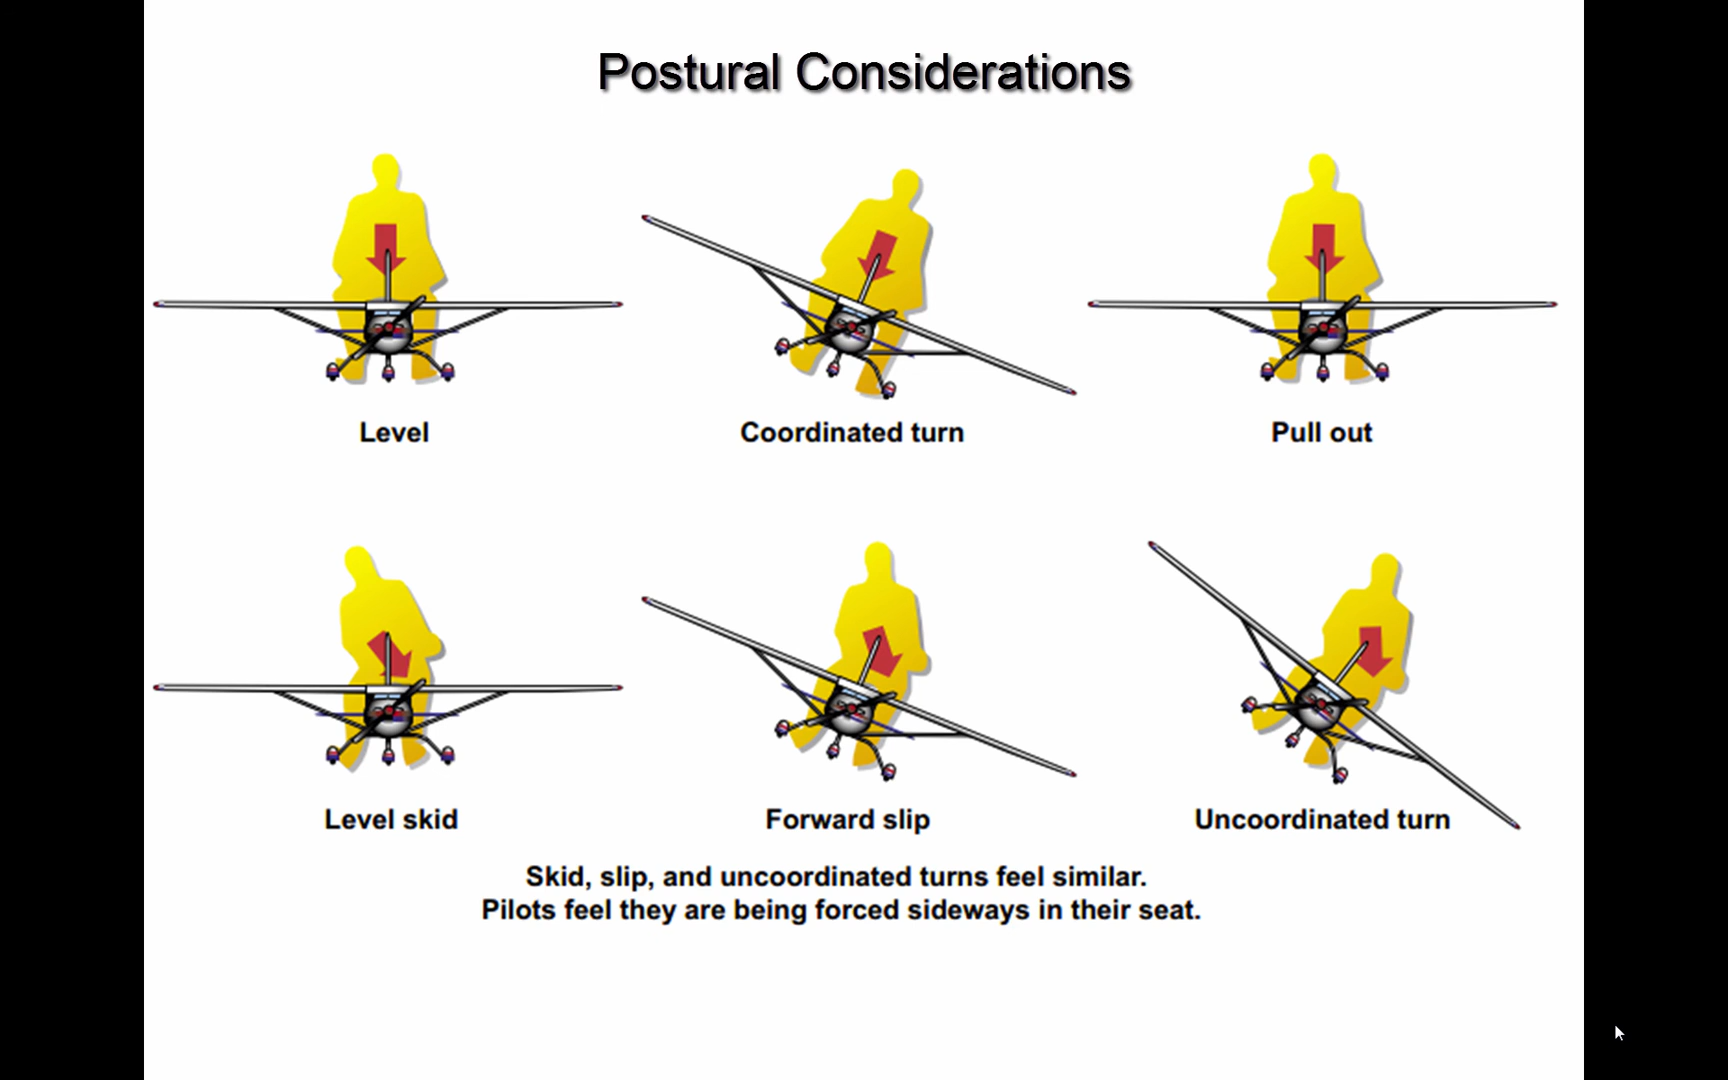 Postural Considerations
Level
Coordinated turn
Pull out
Level skid
Forward slip
Uncoordinated turn
Skid, slip, and uncoordinated turns feel similar.
Pilots feel they are being forced sideways in their seat.